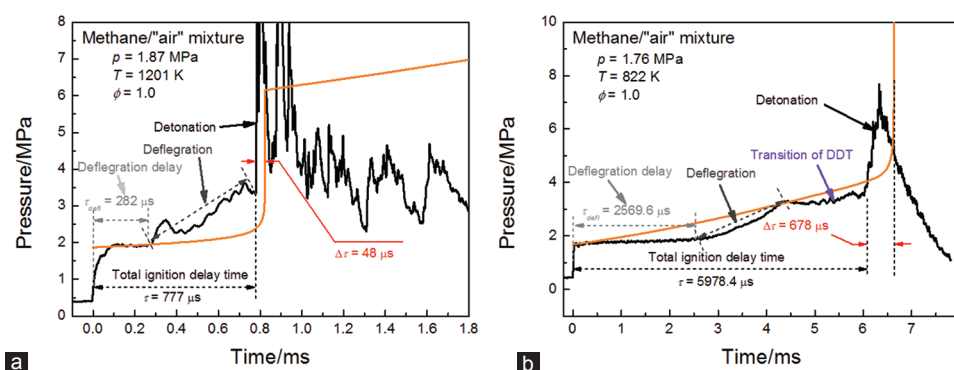 8
7
6
5
4
3
2
1
0
Pressure/MPa
Methane/"air" mixture
p = 1.87 MPa
T = 1201 K
ϕ = 1.0
Detonation
Deflegration
Deflegration delay
τdefl = 282 μs
Δτ = 48 μs
Total ignition delay time
τ = 777 μs
0.0 0.2 0.4 0.6 0.8 1.0 1.2 1.4 1.6 1.8
Time/ms
a
10
8
6
4
2
0
Pressure/MPa
Methane/"air" mixture
p = 1.76 MPa
T = 822 K
ϕ = 1.0
Detonation
Transition of DDT
Deflegration delay
Deflegration
τdefl = 2569.6 μs
Δτ = 678 μs
Total ignition delay time
τ = 5978.4 μs
0 1 2 3 4 5 6 7
Time/ms
b